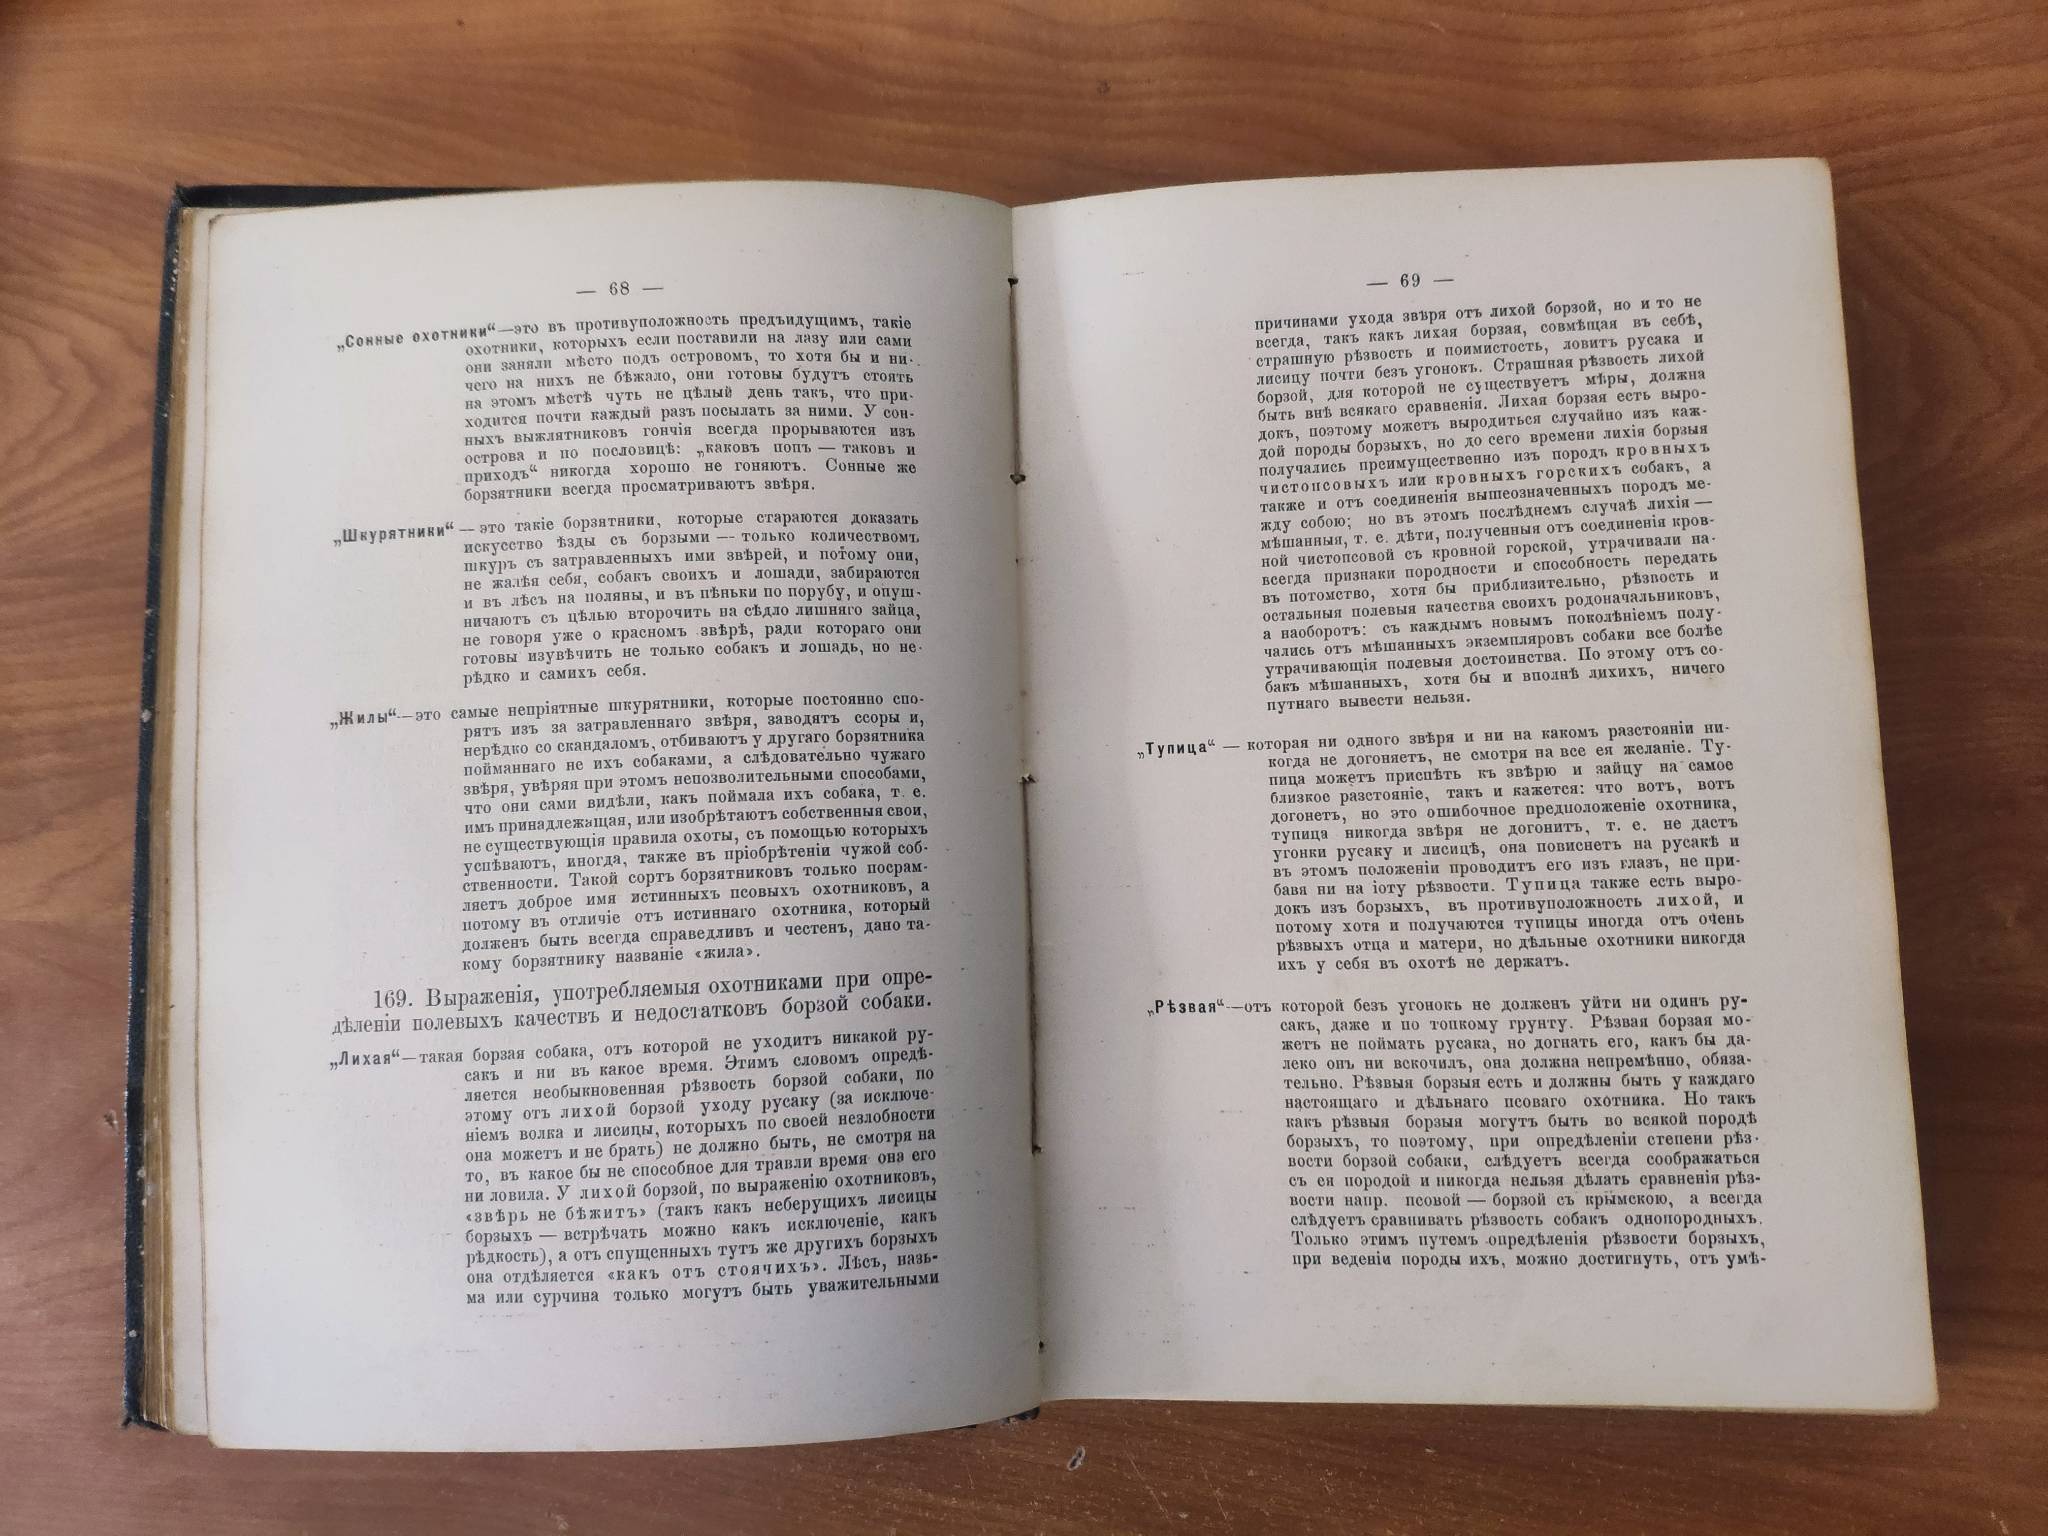 — 68 —
„Сонные охотники“—это въ противуположность предъидущимъ, такіе
охотники, которыхъ если поставили на лазу или сами
они заняли мѣсто подъ островомъ, то хотя бы и ни-
чего на нихъ не бѣжало, они готовы будутъ стоять
на этомъ мѣстѣ чуть не цѣлый день такъ, что при-
ходится почти каждый разъ посылать за ними. У сон-
ныхъ выжлятниковъ гончія всегда прорываются изъ
острова и по пословицѣ: „каковъ попъ — таковъ и
приходъ“ никогда хорошо не гоняютъ. Сонные же
борзятники всегда просматриваютъ звѣря.
„Шкурятники“ — это такіе борзятники, которые стараются доказать
искусство ѣзды съ борзыми — только количествомъ
шкуръ съ затравленныхъ ими звѣрей, и потому они,
не жалѣя себя, собакъ своихъ и лошади, забираются
и въ лѣсъ на поляны, и въ пѣньки по порубу, и опуш-
ничаютъ съ цѣлью второчить на сѣдло лишняго зайца,
не говоря уже о красномъ звѣрѣ, ради котораго они
готовы изувѣчить не только собакъ и лошадь, но не-
рѣдко и самихъ себя.
„Жилы“—это самые непріятные шкурятники, которые постоянно спо-
рятъ изъ за затравленнаго звѣря, заводятъ ссоры и,
нерѣдко со скандаломъ, отбиваютъ у другаго борзятника
пойманнаго не ихъ собаками, а слѣдовательно чужаго
звѣря, увѣряя при этомъ непозволительными способами,
что они сами видѣли, какъ поймала ихъ собака, т. е.
имъ принадлежащая, или изобрѣтаютъ собственныя свои,
не существующія правила охоты, съ помощью которыхъ
успѣваютъ, иногда, также въ пріобрѣтеніи чужой соб-
ственности. Такой сортъ борзятниковъ только посрам-
ляетъ доброе имя истинныхъ псовыхъ охотниковъ, а
потому въ отличіе отъ истиннаго охотника, который
долженъ быть всегда справедливъ и честенъ, дано та-
кому борзятнику названіе «жила».
169. Выраженія, употребляемыя охотниками при опре-
дѣленіи полевыхъ качествъ и недостатковъ борзой собаки.
„Лихая“—такая борзая собака, отъ которой не уходитъ никакой ру-
сакъ и ни въ какое время. Этимъ словомъ опредѣ-
ляется необыкновенная рѣзвость борзой собаки, по
этому отъ лихой борзой уходу русаку (за исключе-
ніемъ волка и лисицы, которыхъ по своей незлобности
она можетъ и не брать) не должно быть, не смотря на
то, въ какое бы не способное для травли время она его
ни ловила. У лихой борзой, по выраженію охотниковъ,
«звѣрь не бѣжитъ» (такъ какъ неберущихъ лисицы
борзыхъ — встрѣчать можно какъ исключеніе, какъ
рѣдкость), а отъ спущенныхъ тутъ же другихъ борзыхъ
она отдѣляется «какъ отъ стоячихъ». Лѣсъ,назь-
ма или сурчина только могутъ быть уважительными
— 69 —
причинами ухода звѣря отъ лихой борзой, но и то не
всегда, такъ какъ лихая борзая, совмѣщая въ себѣ,
страшную рѣзвость и поимистость, ловитъ русака и
лисицу почти безъ угонокъ. Страшная рѣзвость лихой
борзой, для которой не существуетъ мѣры, должна
быть внѣ всякаго сравненія. Лихая борзая есть выро-
докъ, поэтому можетъ выродиться случайно изъ каж-
дой породы борзыхъ, но до сего времени лихія борзыя
получались преимущественно изъ породъ кровныхъ
чистопсовыхъ или кровныхъ горскихъ собакъ, а
также и отъ соединенія вышеозначенныхъ породъ ме-
жду собою; но въ этомъ послѣднемъ случаѣ лихія —
мѣшанныя, т. е. дѣти, полученныя отъ соединенія кров-
ной чистопсовой съ кровной горской, утрачивали на-
всегда признаки породности и способность передать
въ потомство, хотя бы приблизительно, рѣзвость и
остальныя полевыя качества своихъ родоначальниковъ,
а наоборотъ: съ каждымъ новымъ поколѣніемъ полу-
чались отъ мѣшанныхъ экземпляровъ собаки все болѣе
утрачивающія полевыя достоинства. По этому отъ со-
бакъ мѣшанныхъ, хотя бы и вполнѣ лихихъ, ничего
путнаго вывести нельзя.
„Тупица“ — которая ни одного звѣря и ни на какомъ разстояніи ни-
когда не догоняетъ, не смотря на все ея желаніе. Ту-
пица можетъ приспѣть къ звѣрю и зайцу на самое
близкое разстояніе, такъ и кажется: что вотъ, вотъ
догонетъ, но это ошибочное предположеніе охотника,
тупица никогда звѣря не догонитъ, т. е. не дастъ
угонки русаку и лисицѣ, она повиснетъ на русакѣ и
въ этомъ положеніи проводитъ его изъ глазъ, не при-
бавя ни на іоту рѣзвости. Тупица также есть выро-
докъ изъ борзыхъ, въ противуположность лихой, и
потому хотя и получаются тупицы иногда отъ очень
рѣзвыхъ отца и матери, но дѣльные охотники никогда
ихъ у себя въ охотѣ не держатъ.
„Рѣзвая“—отъ которой безъ угонокъ не долженъ уйти ни одинъ ру-
сакъ, даже и по топкому грунту. Рѣзвая борзая мо-
жетъ не поймать русака, но догнать его, какъ бы да-
леко онъ ни вскочилъ, она должна непремѣнно, обяза-
тельно. Рѣзвыя борзыя есть и должны быть у каждаго
настоящаго и дѣльнаго псоваго охотника. Но такъ
какъ рѣзвыя борзыя могутъ быть во всякой породѣ
борзыхъ, то поэтому, при опредѣленіи степени рѣз-
вости борзой собаки, слѣдуетъ всегда соображаться
съ ея породой и никогда нельзя дѣлать сравненія рѣз-
вости напр. псовой — борзой съ крымскою, а всегда
слѣдуетъ сравнивать рѣзвость собакъ однопородныхъ.
Только этимъ путемъ опредѣленія рѣзвости борзыхъ,
при веденіи породы ихъ, можно достигнуть, отъ умѣ-